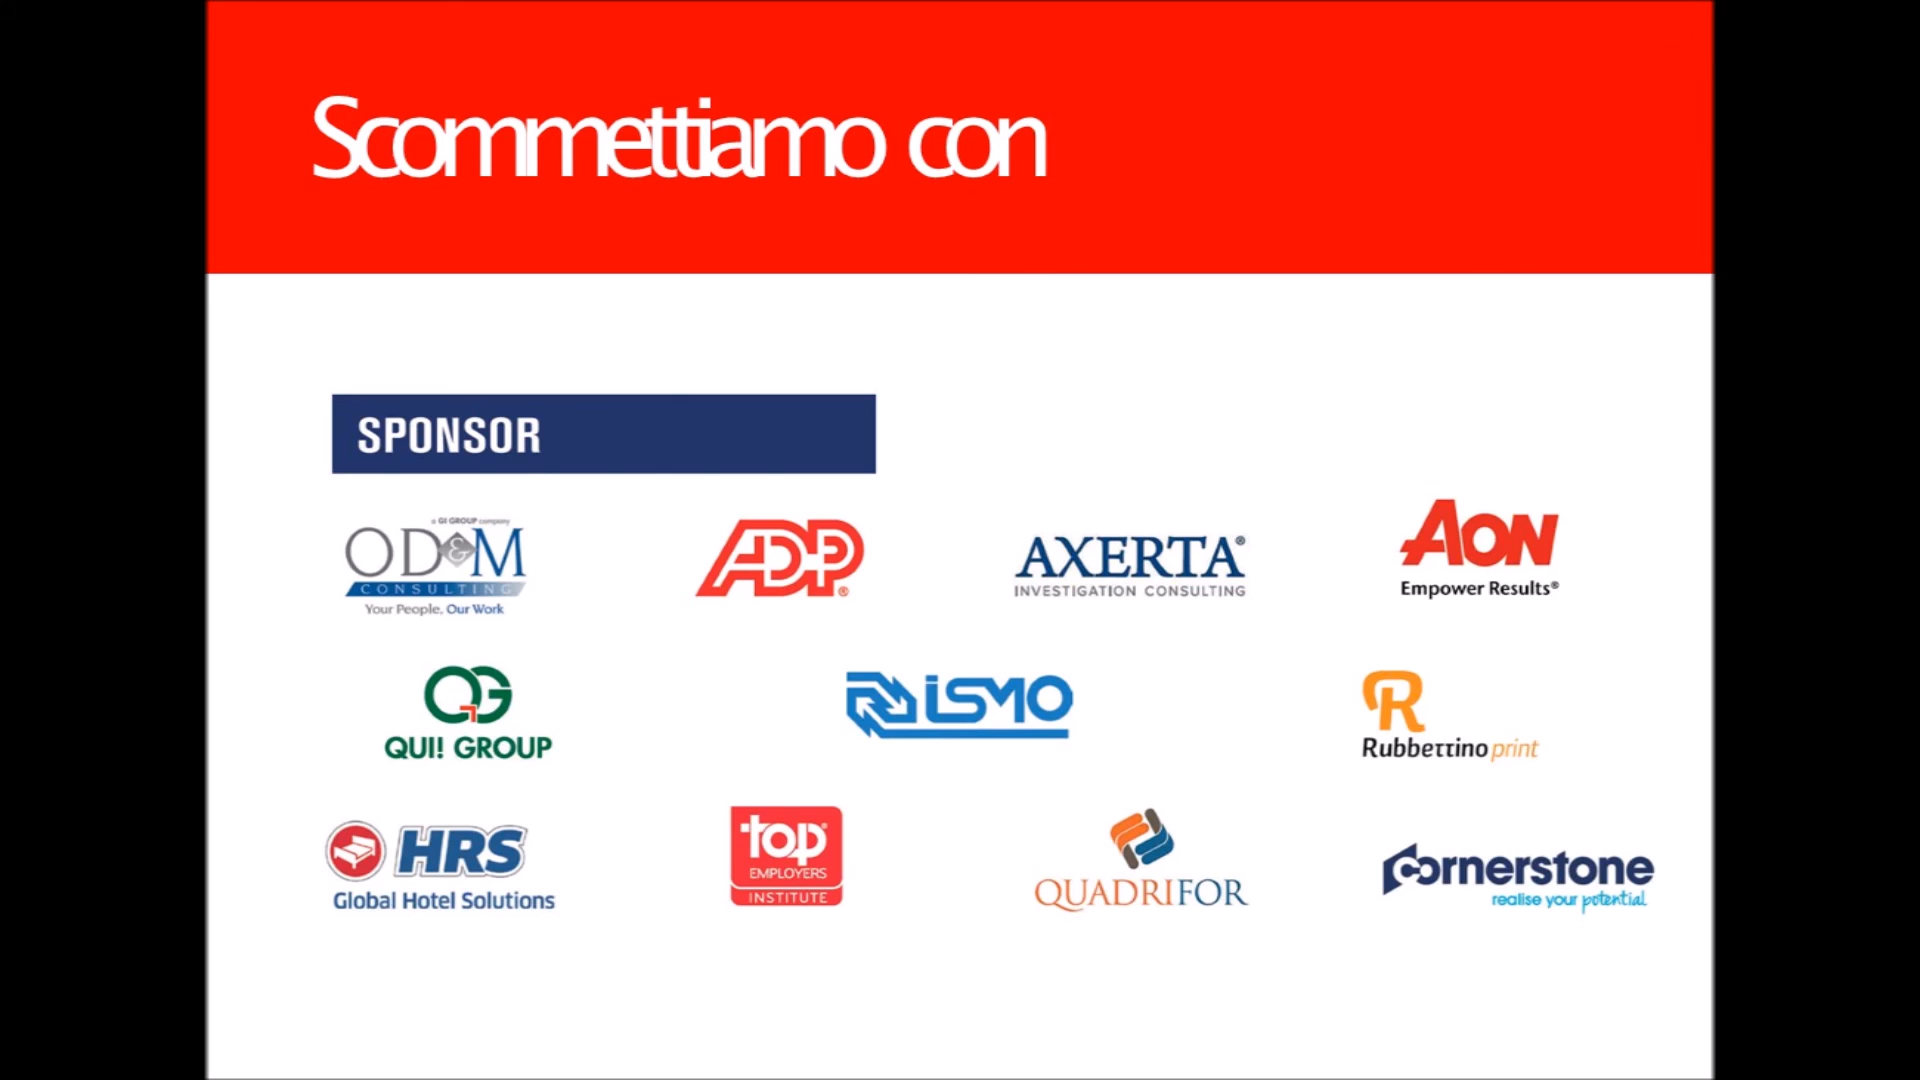 Scommettiamo con
SPONSOR
a GI GROUP company
OD&M
CONSULTING
Your People, Our Work
ADP®
AXERTA®
INVESTIGATION CONSULTING
AON
Empower Results®
QG
QUI! GROUP
iSMO
R
Rubbettino print
HRS
Global Hotel Solutions
top
EMPLOYERS
INSTITUTE
QUADRIFOR
Cornerstone
realise your potential